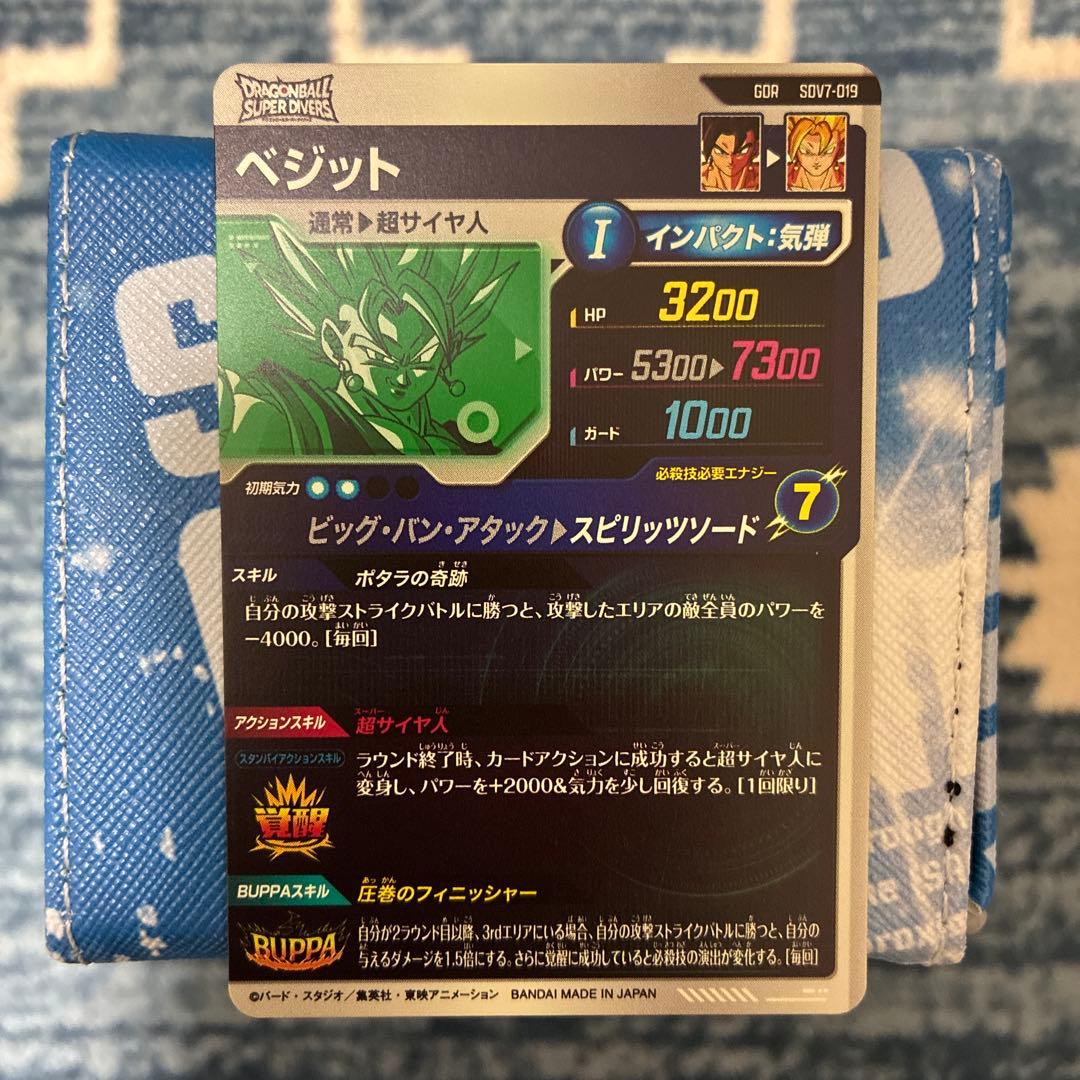 DRAGONBALL
SUPER DIVERS
GDR SDV7-019
ベジット
通常▶超サイヤ人
I インパクト:気弾
HP 3200
パワー 5300▶7300
ガード 1000
必殺技必要エナジー
7
初期気力
ビッグ・バン・アタック▶スピリッツソード
スキル ポタラの奇跡
自分の攻撃ストライクバトルに勝つと、攻撃したエリアの敵全員のパワーを
-4000。[毎回]
アクションスキル 超サイヤ人
スタンバイアクションスキル
ラウンド終了時、カードアクションに成功すると超サイヤ人に
変身し、パワーを+2000&気力を少し回復する。[1回限り]
覚醒
BUPPAスキル 圧巻のフィニッシャー
BUPPA
自分が2ラウンド目以降、3rdエリアにいる場合、自分の攻撃ストライクバトルに勝つと、自分の
与えるダメージを1.5倍にする。さらに覚醒に成功していると必殺技の演出が変化する。[毎回]
©バード・スタジオ/集英社・東映アニメーション BANDAI MADE IN JAPAN